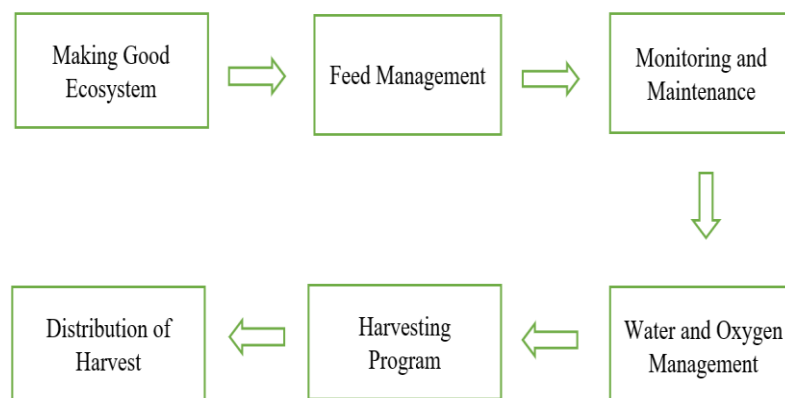 Making Good
Ecosystem
Feed Management
Monitoring and
Maintenance
Water and Oxygen
Management
Harvesting
Program
Distribution of
Harvest